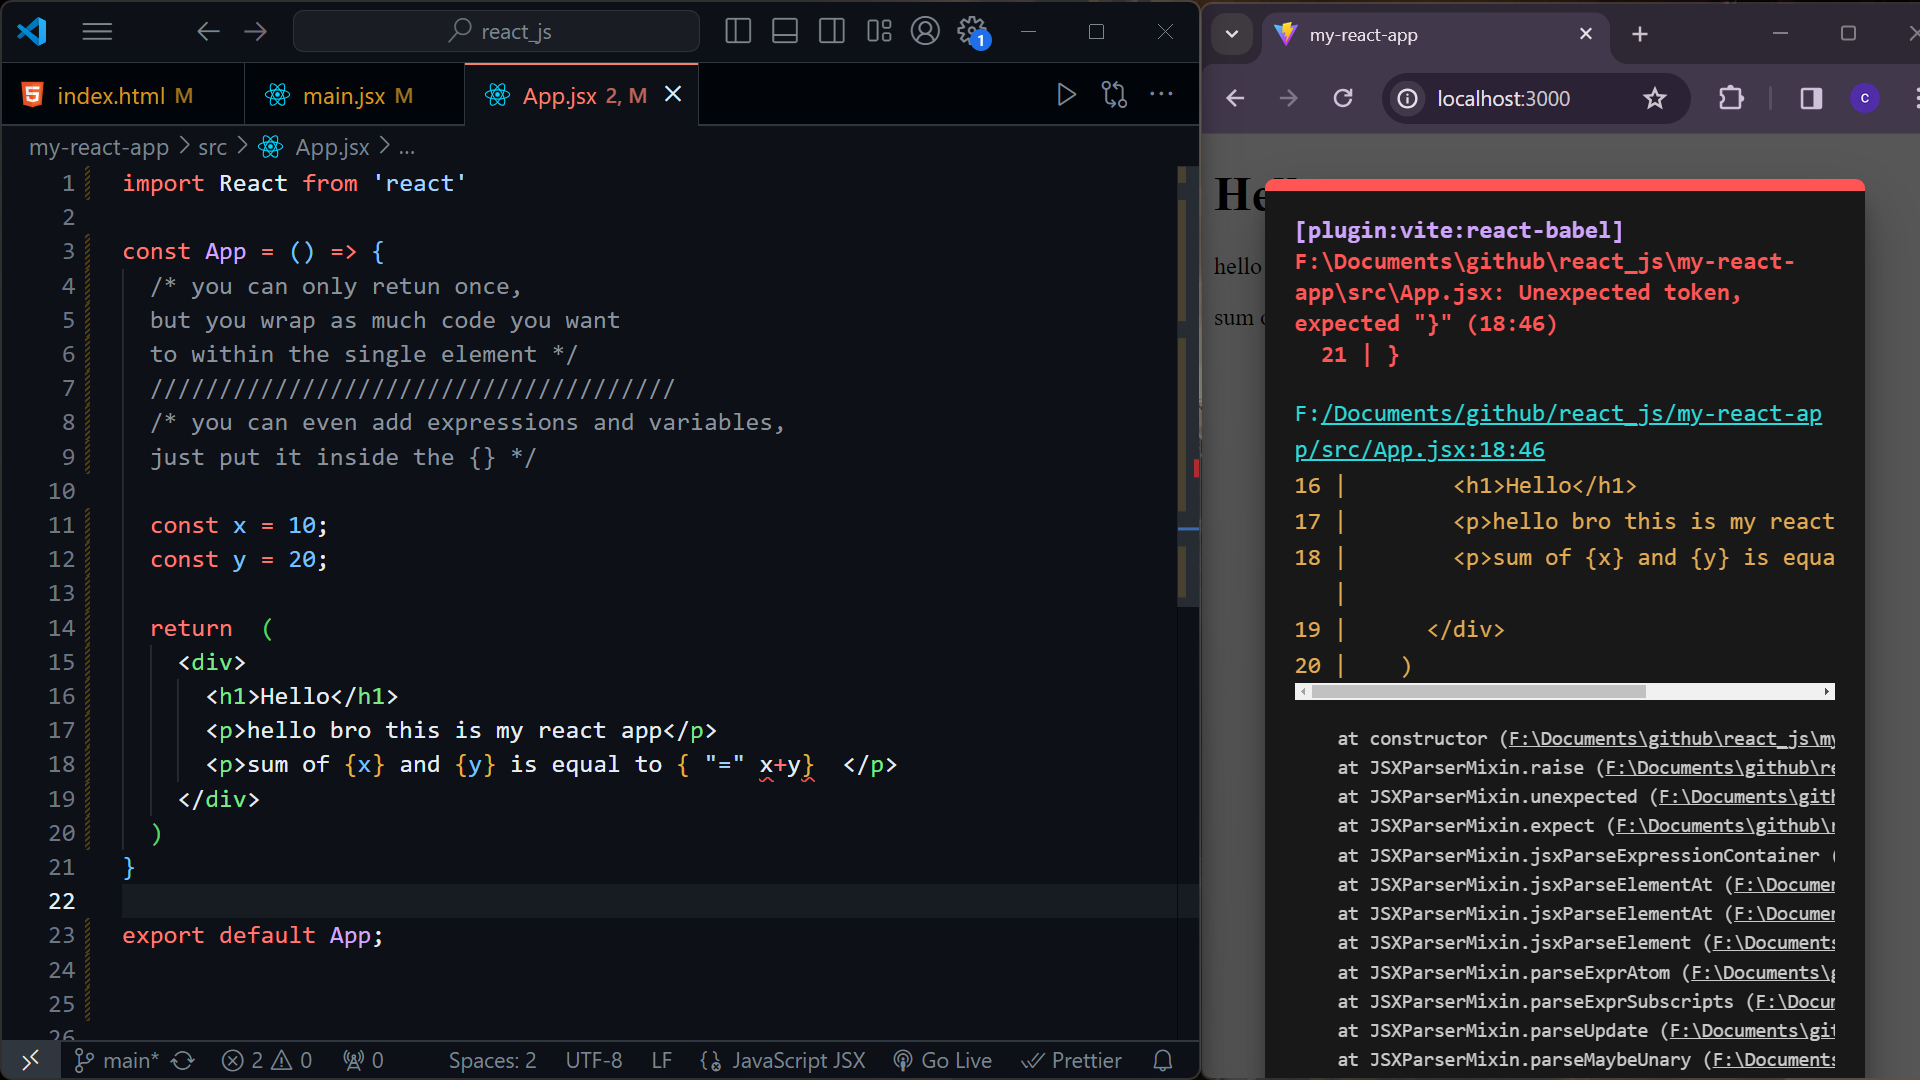 react_js
1
index.html M
main.jsx M
App.jsx 2, M
my-react-app > src > App.jsx > ...
1 import React from 'react'
2
3 const App = () => {
4 /* you can only retun once,
5 but you wrap as much code you want
6 to within the single element */
7 //////////////////////////////////////
8 /* you can even add expressions and variables,
9 just put it inside the {} */
10
11 const x = 10;
12 const y = 20;
13
14 return  (
15 <div>
16 <h1>Hello</h1>
17 <p>hello bro this is my react app</p>
18 <p>sum of {x} and {y} is equal to { "=" x+y}  </p>
19 </div>
20 )
21 }
22
23 export default App;
24
25
26
main* 2 0 0 Spaces: 2 UTF-8 LF {} JavaScript JSX Go Live Prettier
my-react-app
localhost:3000
c
hello
sum
[plugin:vite:react-babel]
F:\Documents\github\react_js\my-react-
app\src\App.jsx: Unexpected token,
expected "}" (18:46)
21 | }
F:/Documents/github/react_js/my-react-ap
p/src/App.jsx:18:46
16 | <h1>Hello</h1>
17 | <p>hello bro this is my react
18 | <p>sum of {x} and {y} is equa
|
19 | </div>
20 | )
at constructor (F:\Documents\github\react_js\my
at JSXParserMixin.raise (F:\Documents\github\re
at JSXParserMixin.unexpected (F:\Documents\gith
at JSXParserMixin.expect (F:\Documents\github\r
at JSXParserMixin.jsxParseExpressionContainer (
at JSXParserMixin.jsxParseElementAt (F:\Documen
at JSXParserMixin.jsxParseElementAt (F:\Documen
at JSXParserMixin.jsxParseElement (F:\Documents
at JSXParserMixin.parseExprAtom (F:\Documents\g
at JSXParserMixin.parseExprSubscripts (F:\Docum
at JSXParserMixin.parseUpdate (F:\Documents\git
at JSXParserMixin.parseMaybeUnary (F:\Documents